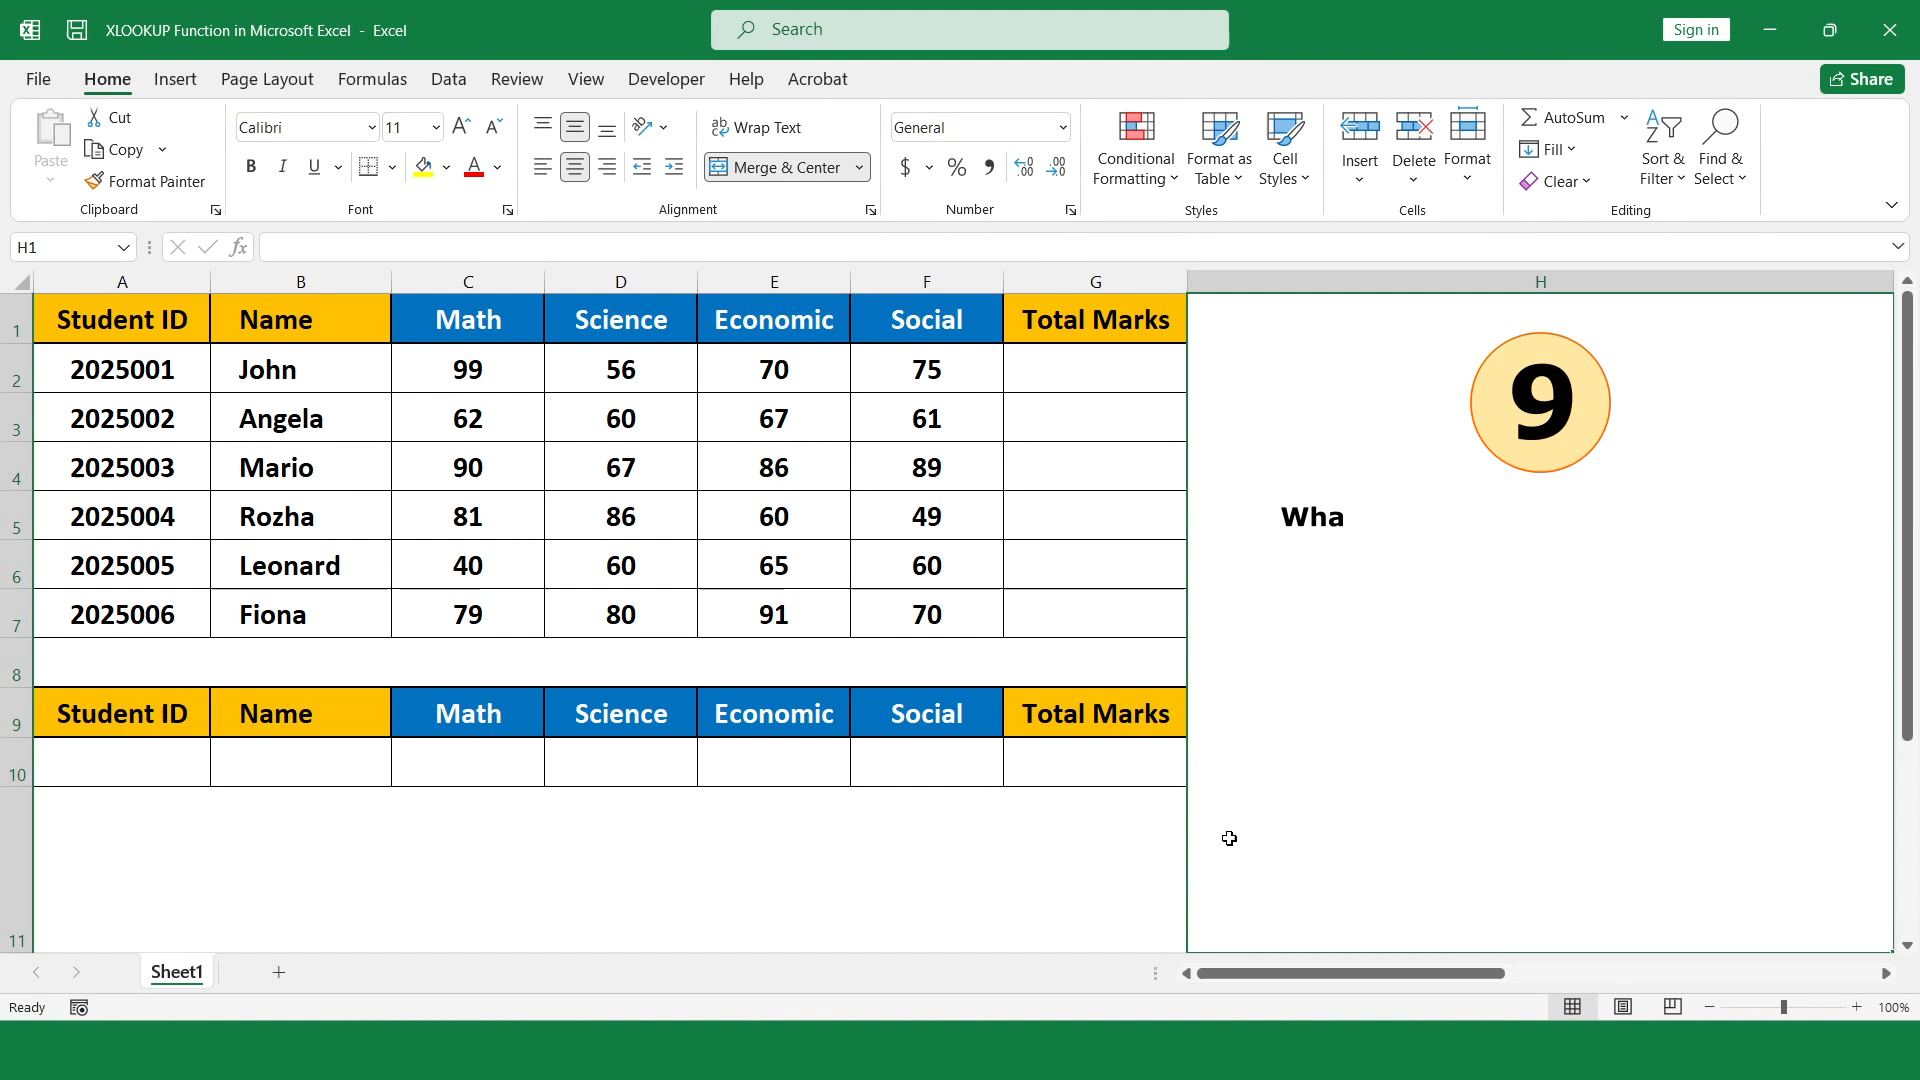 XLOOKUP Function in Microsoft Excel - Excel
Search
Sign in
File Home Insert Page Layout Formulas Data Review View Developer Help Acrobat
Share
Paste
Cut
Copy
Format Painter
Clipboard
Calibri 11
B I U
Font
Wrap Text
Merge & Center
Alignment
General
$ % ,
Number
Conditional
Formatting
Format as
Table
Cell
Styles
Styles
Insert
Delete
Format
Cells
AutoSum
Fill
Clear
Sort &
Filter
Find &
Select
Editing
H1
fx
A B C D E F G H
1 Student ID Name Math Science Economic Social Total Marks
2 2025001 John 99 56 70 75
3 2025002 Angela 62 60 67 61
4 2025003 Mario 90 67 86 89
5 2025004 Rozha 81 86 60 49
6 2025005 Leonard 40 60 65 60
7 2025006 Fiona 79 80 91 70
8
9 Student ID Name Math Science Economic Social Total Marks
10
11
9
Wha
Sheet1
Ready
100%